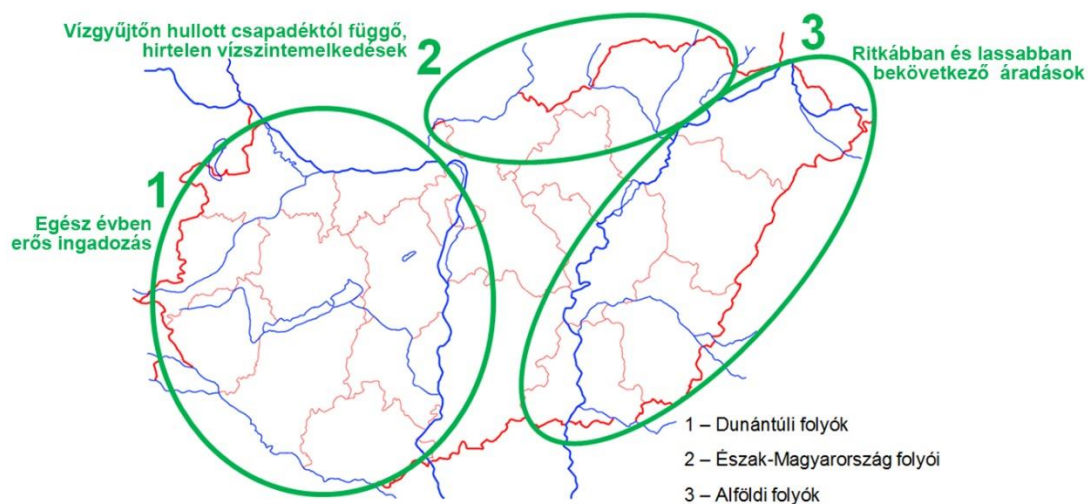 Vízgyűjtőn hullott csapadéktól függő,
hirtelen vízszintemelkedések
2
3
Ritkábban és lassabban
bekövetkező áradások
1
Egész évben
erős ingadozás
1 – Dunántúli folyók
2 – Észak-Magyarország folyói
3 – Alföldi folyók